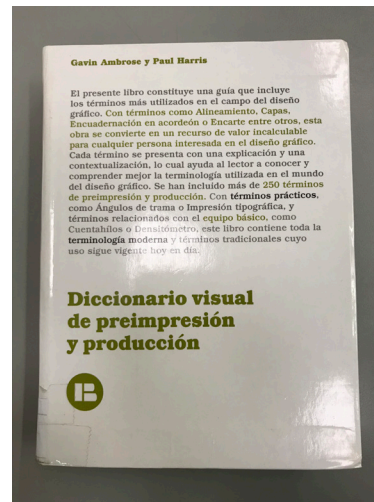 Gavin Ambrose y Paul Harris
El presente libro constituye una guía que incluye
los términos más utilizados en el campo del diseño
gráfico. Con términos como Alineamiento, Capas,
Encuadernación en acordeón o Encarte entre otros, esta
obra se convierte en un recurso de valor incalculable
para cualquier persona interesada en el diseño gráfico.
Cada término se presenta con una explicación y una
contextualización, lo cual ayuda al lector a conocer y
comprender mejor la terminología utilizada en el mundo
del diseño gráfico. Se han incluido más de 250 términos
de preimpresión y producción. Con términos prácticos,
como Ángulos de trama o Impresión tipográfica, y
términos relacionados con el equipo básico, como
Cuentahílos o Densitómetro, este libro contiene toda la
terminología moderna y términos tradicionales cuyo
uso sigue vigente hoy en día.
Diccionario visual
de preimpresión
y producción